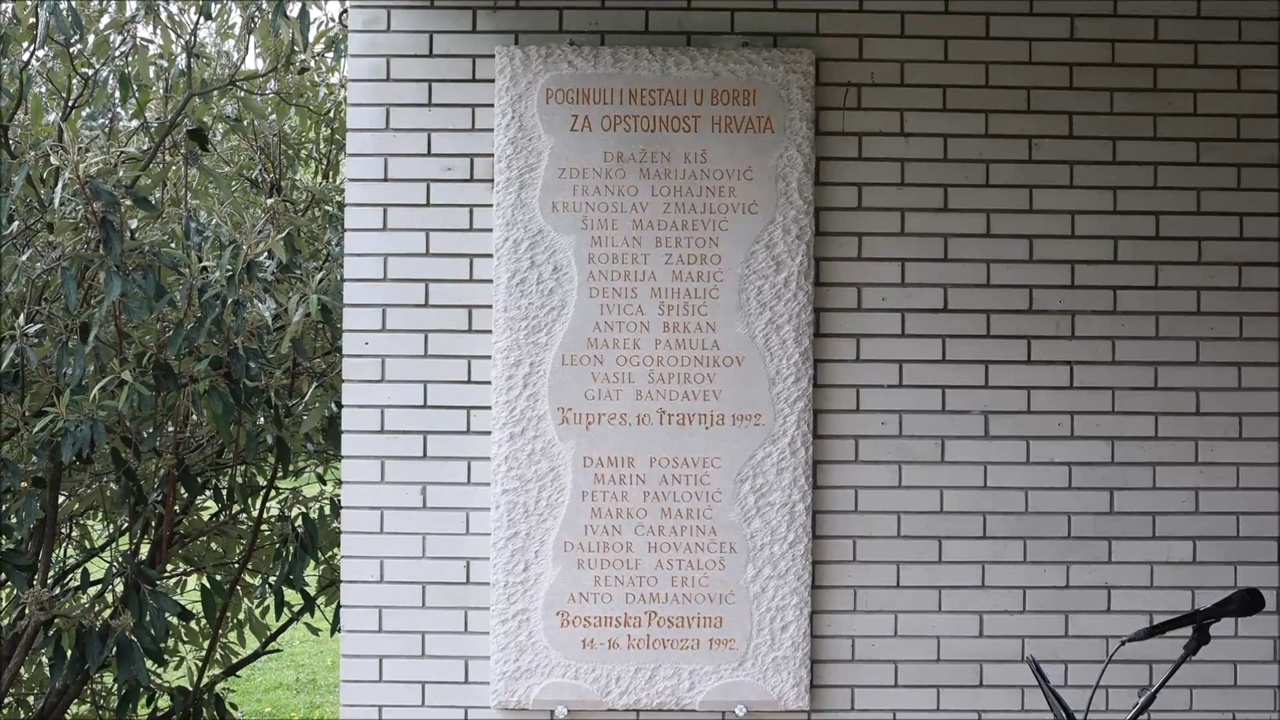 POGINULI I NESTALI U BORBI
ZA OPSTOJNOST HRVATA
DRAŽEN KIŠ
ZDENKO MARIJANOVIĆ
FRANKO LOHAJNER
KRUNOSLAV ZMAJLOVIĆ
ŠIME MAĐAREVIĆ
MILAN BERTON
ROBERT ZADRO
ANDRIJA MARIĆ
DENIS MIHALIĆ
IVICA ŠPIŠIĆ
ANTON BRKAN
MAREK PAMULA
LEON OGORODNIKOV
VASIL ŠAPIROV
GIAT BANDAVEV
Kupres, 10. Travnja 1992.
DAMIR POSAVEC
MARIN ANTIĆ
PETAR PAVLOVIĆ
MARKO MARIĆ
IVAN ČARAPINA
DALIBOR HOVANČEK
RUDOLF ASTALOŠ
RENATO ERIĆ
ANTO DAMJANOVIĆ
Bosanska Posavina
14.-16. kolovoza 1992.